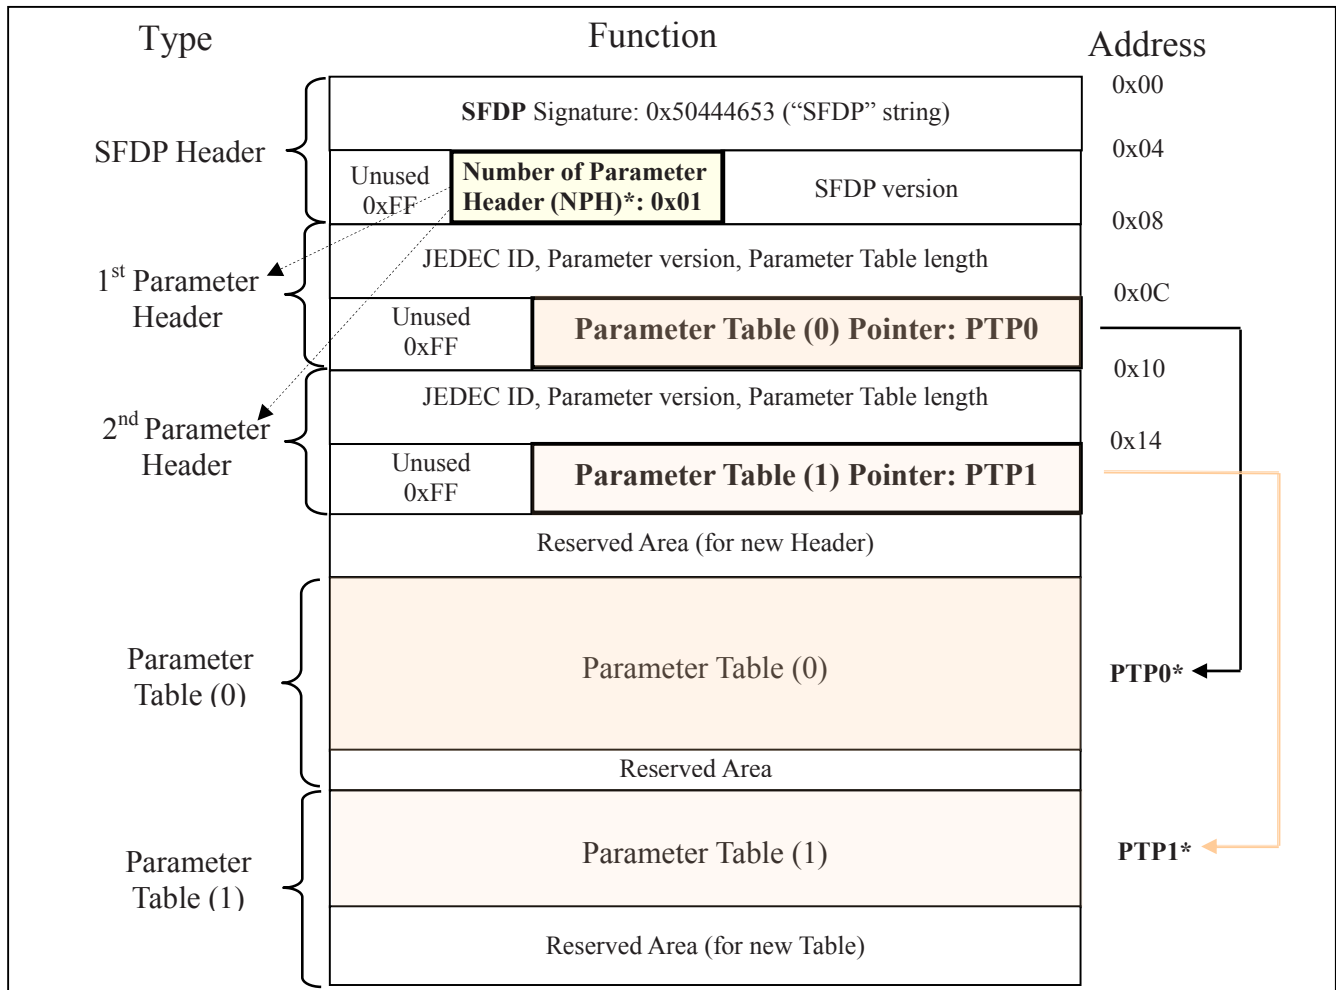 Type
Function
Address
0x00
SFDP Signature: 0x50444653 (“SFDP” string)
SFDP Header
0x04
Unused
0xFF
Number of Parameter
Header (NPH)*: 0x01
SFDP version
0x08
1st Parameter
Header
JEDEC ID, Parameter version, Parameter Table length
0x0C
Unused
0xFF
Parameter Table (0) Pointer: PTP0
0x10
2nd Parameter
Header
JEDEC ID, Parameter version, Parameter Table length
0x14
Unused
0xFF
Parameter Table (1) Pointer: PTP1
Reserved Area (for new Header)
Parameter
Table (0)
Parameter Table (0)
PTP0*
Reserved Area
Parameter
Table (1)
Parameter Table (1)
PTP1*
Reserved Area (for new Table)